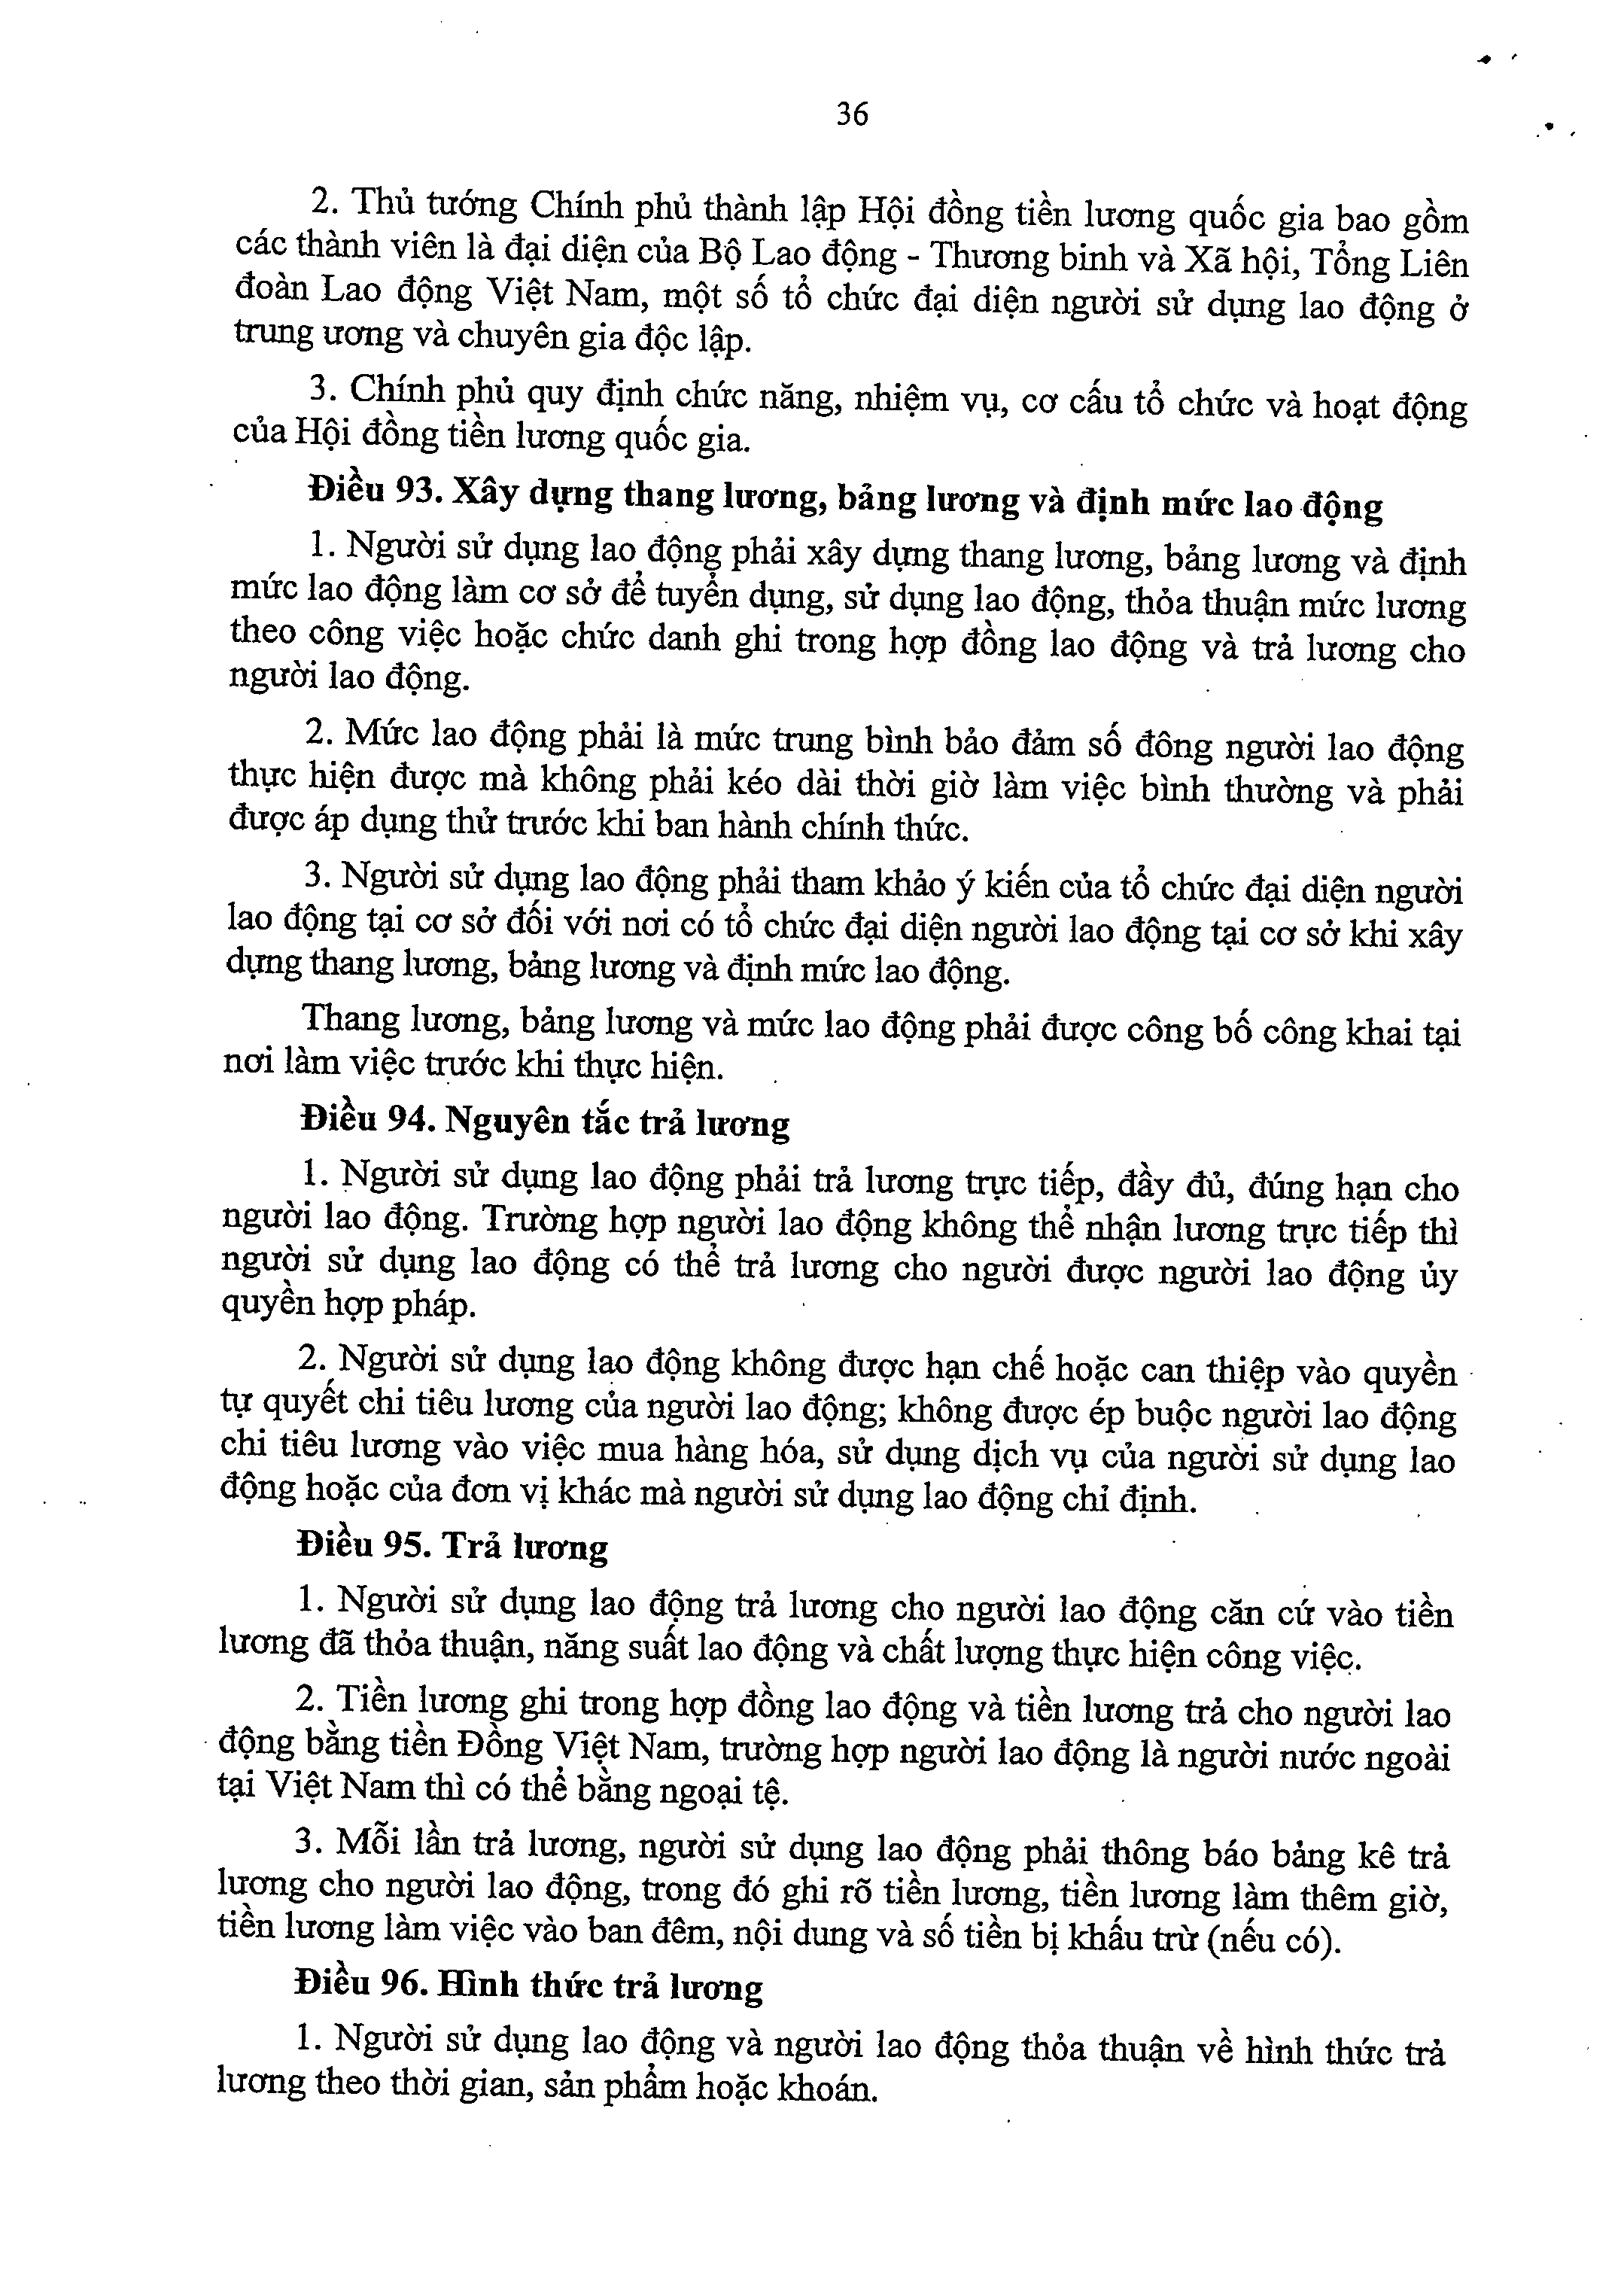 36
2. Thủ tướng Chính phủ thành lập Hội đồng tiền lương quốc gia bao gồm
các thành viên là đại diện của Bộ Lao động - Thương binh và Xã hội, Tổng Liên
đoàn Lao động Việt Nam, một số tổ chức đại diện người sử dụng lao động ở
trung ương và chuyên gia độc lập.
3. Chính phủ quy định chức năng, nhiệm vụ, cơ cấu tổ chức và hoạt động
của Hội đồng tiền lương quốc gia.
Điều 93. Xây dựng thang lương, bảng lương và định mức lao động
1. Người sử dụng lao động phải xây dựng thang lương, bảng lương và định
mức lao động làm cơ sở để tuyển dụng, sử dụng lao động, thỏa thuận mức lương
theo công việc hoặc chức danh ghi trong hợp đồng lao động và trả lương cho
người lao động.
2. Mức lao động phải là mức trung bình bảo đảm số đông người lao động
thực hiện được mà không phải kéo dài thời giờ làm việc bình thường và phải
được áp dụng thử trước khi ban hành chính thức.
3. Người sử dụng lao động phải tham khảo ý kiến của tổ chức đại diện người
lao động tại cơ sở đối với nơi có tổ chức đại diện người lao động tại cơ sở khi xây
dựng thang lương, bảng lương và định mức lao động.
Thang lương, bảng lương và mức lao động phải được công bố công khai tại
nơi làm việc trước khi thực hiện.
Điều 94. Nguyên tắc trả lương
1. Người sử dụng lao động phải trả lương trực tiếp, đầy đủ, đúng hạn cho
người lao động. Trường hợp người lao động không thể nhận lương trực tiếp thì
người sử dụng lao động có thể trả lương cho người được người lao động ủy
quyền hợp pháp.
2. Người sử dụng lao động không được hạn chế hoặc can thiệp vào quyền
tự quyết chi tiêu lương của người lao động; không được ép buộc người lao động
chi tiêu lương vào việc mua hàng hóa, sử dụng dịch vụ của người sử dụng lao
động hoặc của đơn vị khác mà người sử dụng lao động chỉ định.
Điều 95. Trả lương
1. Người sử dụng lao động trả lương cho người lao động căn cứ vào tiền
lương đã thỏa thuận, năng suất lao động và chất lượng thực hiện công việc.
2. Tiền lương ghi trong hợp đồng lao động và tiền lương trả cho người lao
động bằng tiền Đồng Việt Nam, trường hợp người lao động là người nước ngoài
tại Việt Nam thì có thể bằng ngoại tệ.
3. Mỗi lần trả lương, người sử dụng lao động phải thông báo bảng kê trả
lương cho người lao động, trong đó ghi rõ tiền lương, tiền lương làm thêm giờ,
tiền lương làm việc vào ban đêm, nội dung và số tiền bị khấu trừ (nếu có).
Điều 96. Hình thức trả lương
1. Người sử dụng lao động và người lao động thỏa thuận về hình thức trả
lương theo thời gian, sản phẩm hoặc khoán.